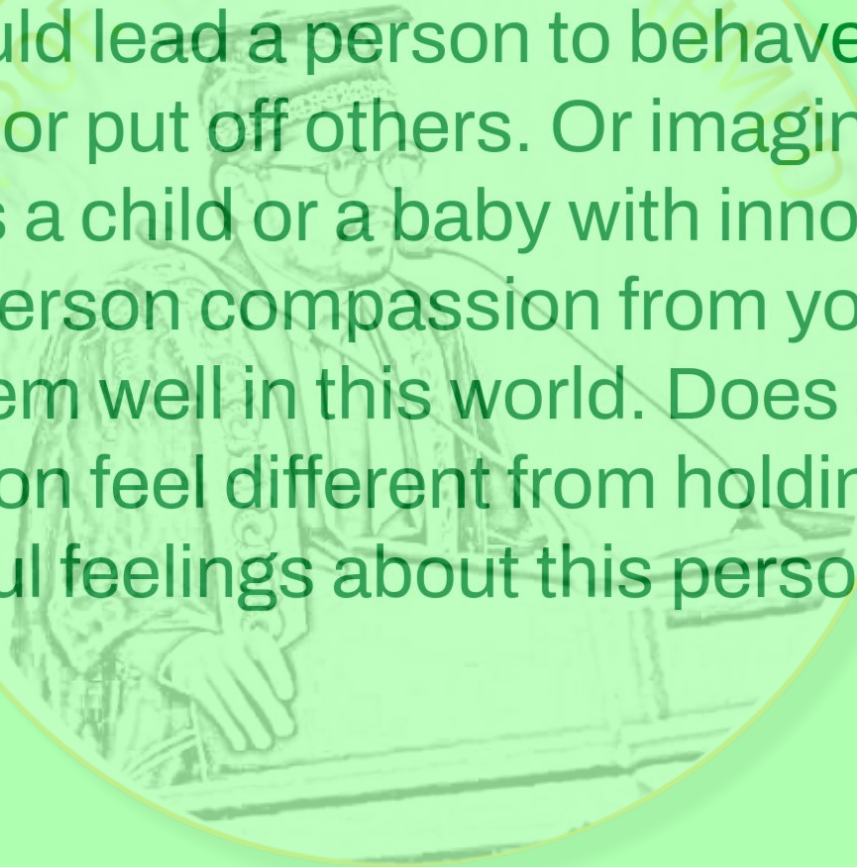 uld lead a person to behave
or put off others. Or imagin
s a child or a baby with inno
erson compassion from yo
em well in this world. Does
on feel different from holdin
ul feelings about this perso